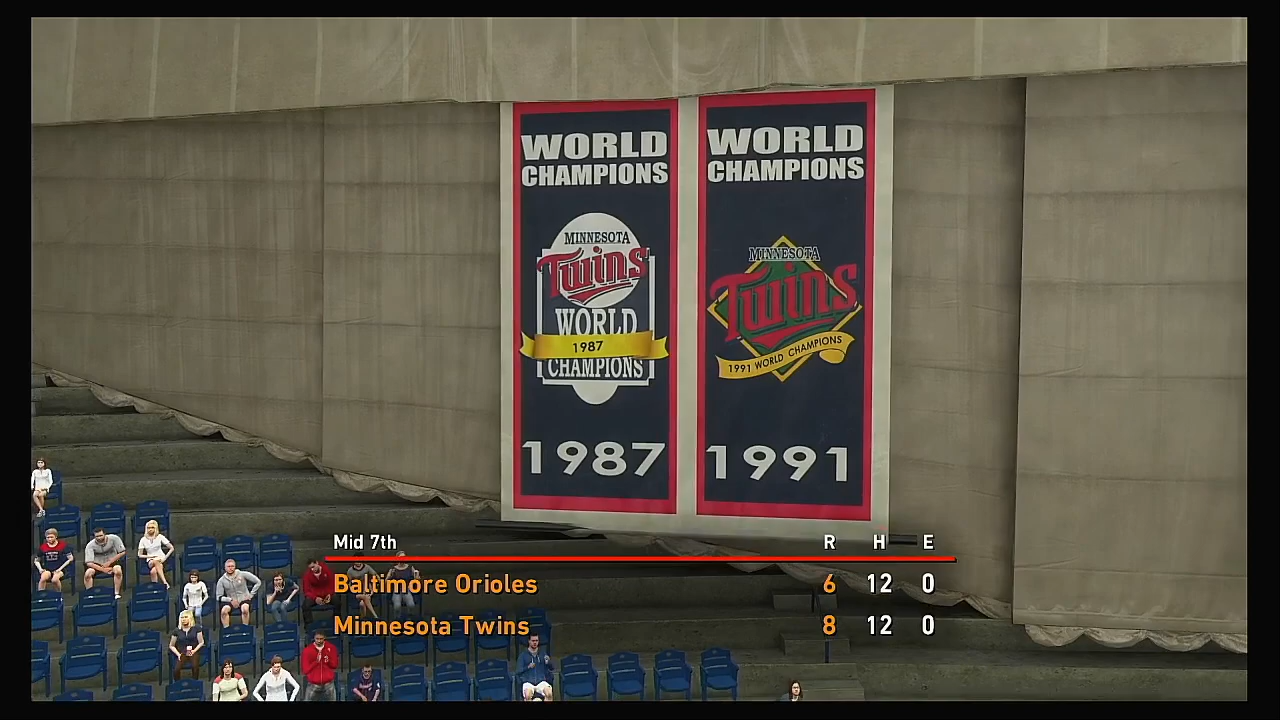 WORLD
CHAMPIONS
MINNESOTA
Twins
WORLD
1987
CHAMPIONS
1987
WORLD
CHAMPIONS
MINNESOTA
Twins
1991 WORLD CHAMPIONS
1991
Mid 7th R H E
Baltimore Orioles 6 12 0
Minnesota Twins 8 12 0